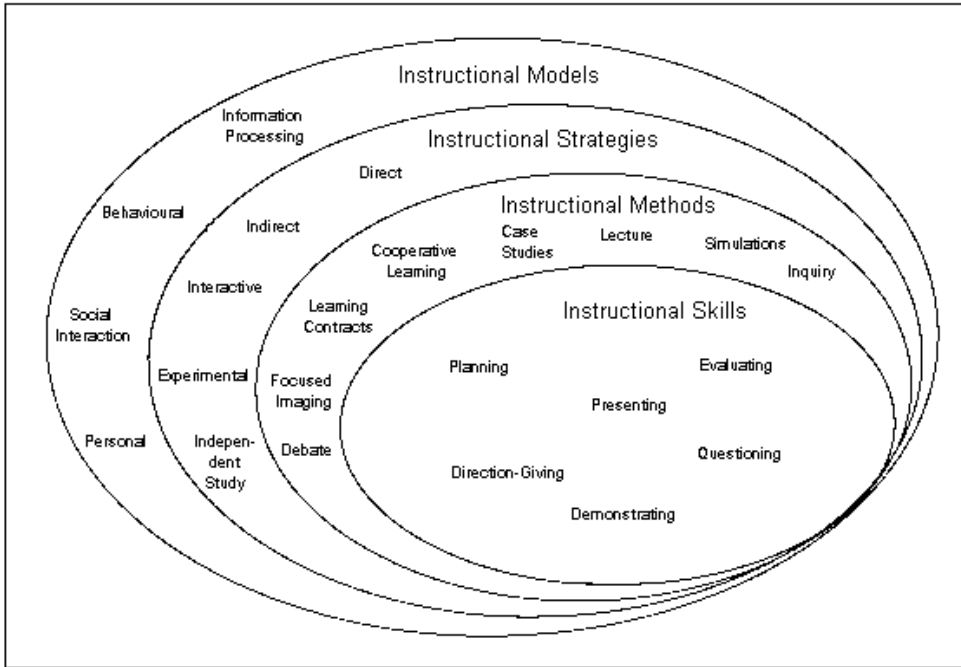 Instructional Models
Information
Processing
Behavioural
Social
Interaction
Personal
Instructional Strategies
Direct
Indirect
Interactive
Experimental
Indepen-
dent
Study
Instructional Methods
Case
Studies
Lecture
Simulations
Inquiry
Cooperative
Learning
Learning
Contracts
Focused
Imaging
Debate
Instructional Skills
Planning
Evaluating
Presenting
Questioning
Direction-Giving
Demonstrating